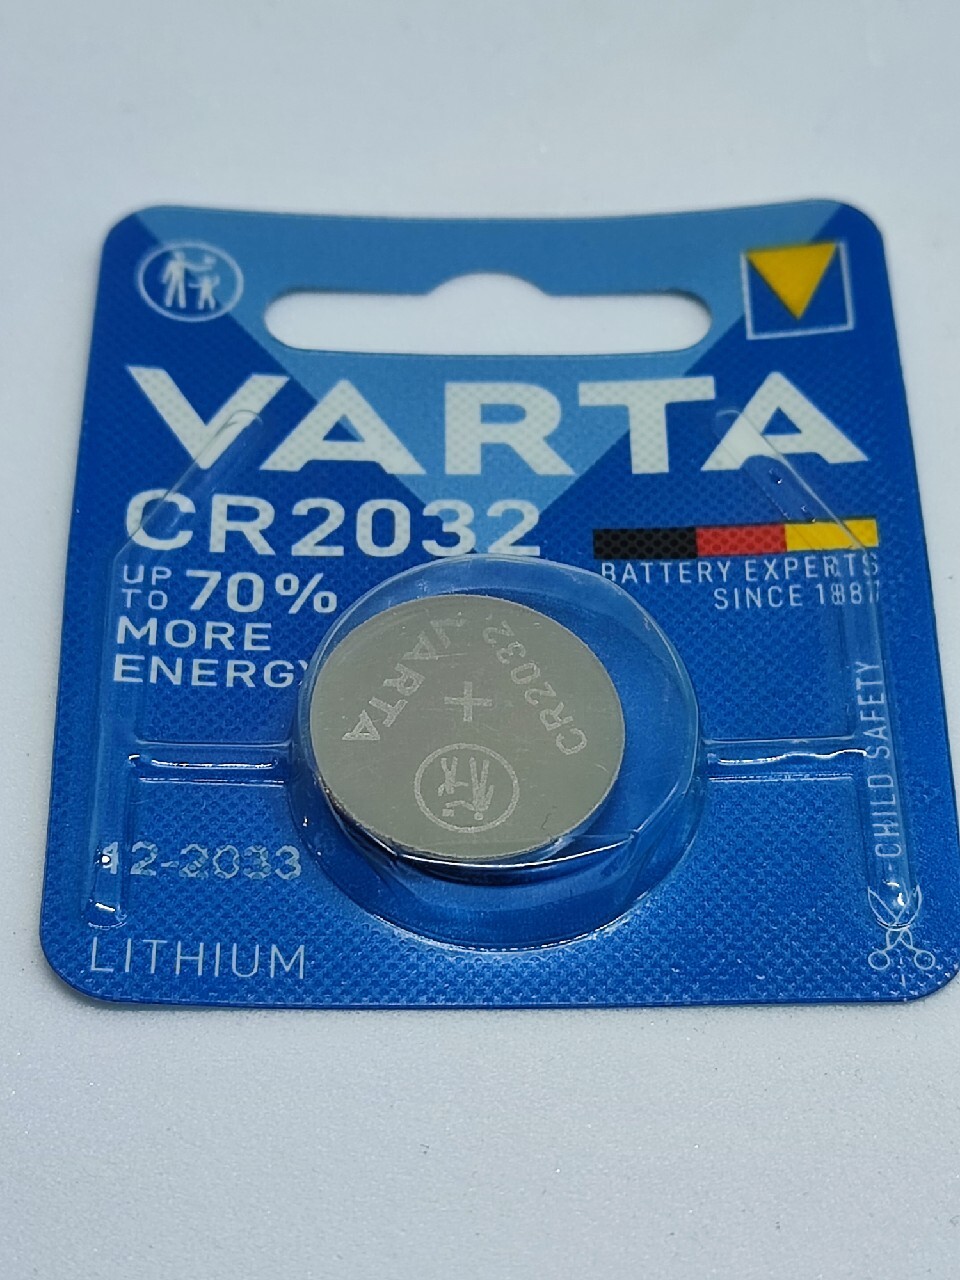 VARTA
CR2032
UP TO 70%
MORE
ENERGY
BATTERY EXPERTS
SINCE 1887
VARTA
CR2032
+
CHILD SAFETY
12-2033
LITHIUM